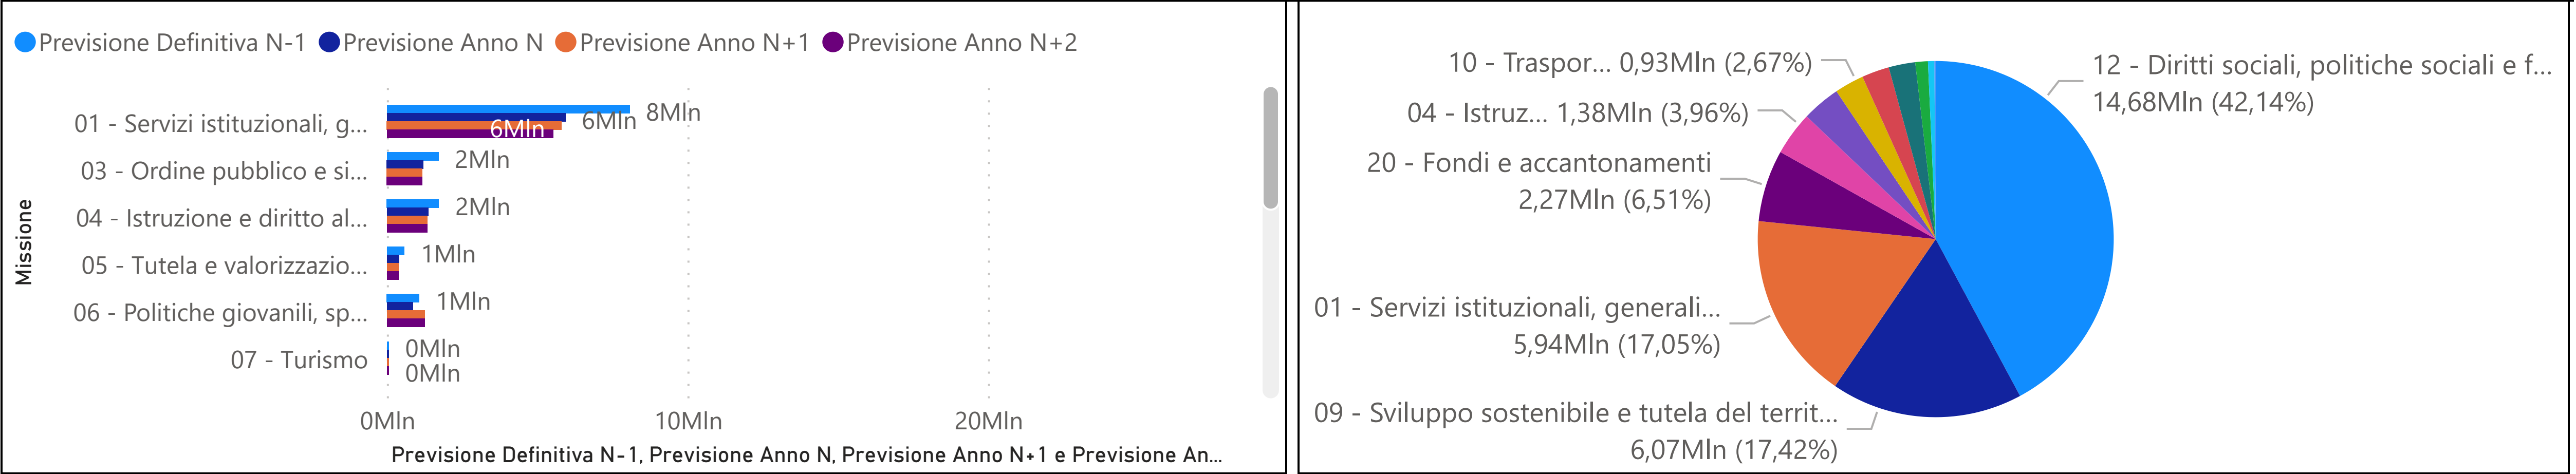 Previsione Definitiva N-1 Previsione Anno N Previsione Anno N+1 Previsione Anno N+2
Missione
01 - Servizi istituzionali, g...
8Mln
6Mln
6Mln
03 - Ordine pubblico e si...
2Mln
04 - Istruzione e diritto al...
2Mln
05 - Tutela e valorizzazio...
1Mln
06 - Politiche giovanili, sp...
1Mln
07 - Turismo
0Mln
0Mln
0Mln 10Mln 20Mln
Previsione Definitiva N-1, Previsione Anno N, Previsione Anno N+1 e Previsione An...
10 - Traspor... 0,93Mln (2,67%)
04 - Istruz... 1,38Mln (3,96%)
20 - Fondi e accantonamenti
2,27Mln (6,51%)
01 - Servizi istituzionali, generali...
5,94Mln (17,05%)
09 - Sviluppo sostenibile e tutela del territ...
6,07Mln (17,42%)
12 - Diritti sociali, politiche sociali e f...
14,68Mln (42,14%)